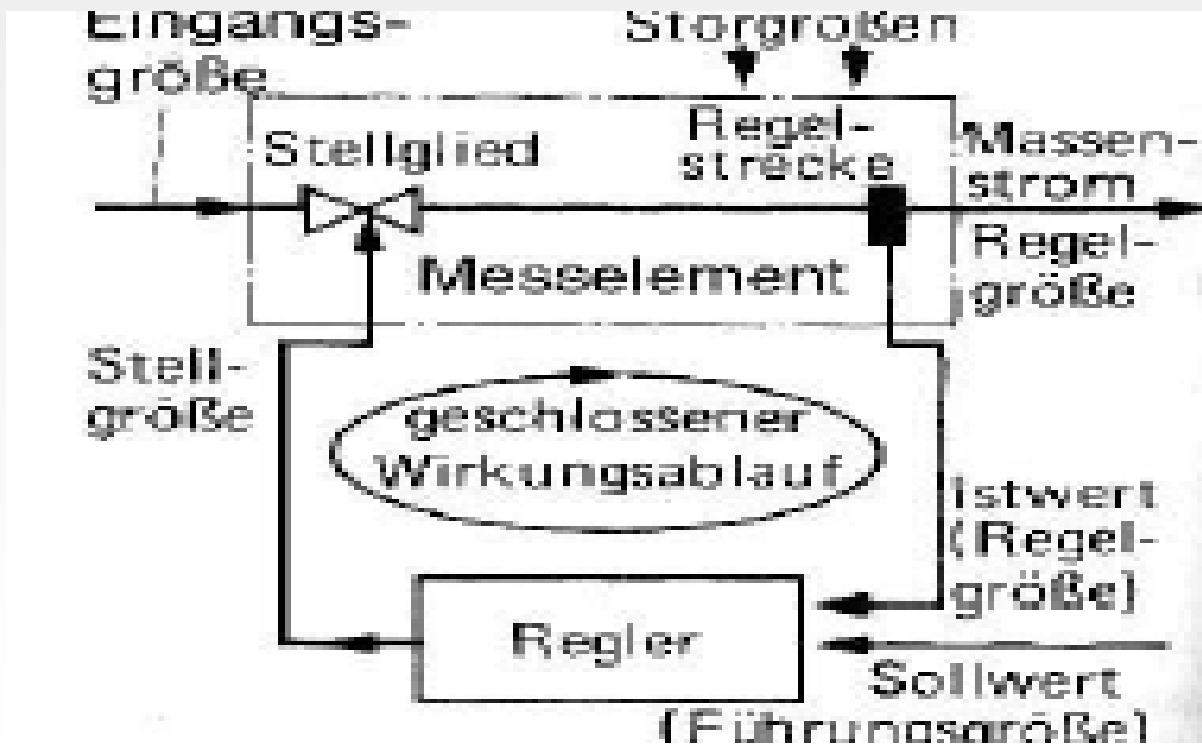 Eingangs-
größe
Störgrößen
Stellglied
Regel-
strecke
Massen-
strom
Regel-
größe
Messelement
Stell-
größe
geschlossener
Wirkungsablauf
Istwert
(Regel-
größe)
Regler
Sollwert
(Führungsgröße)